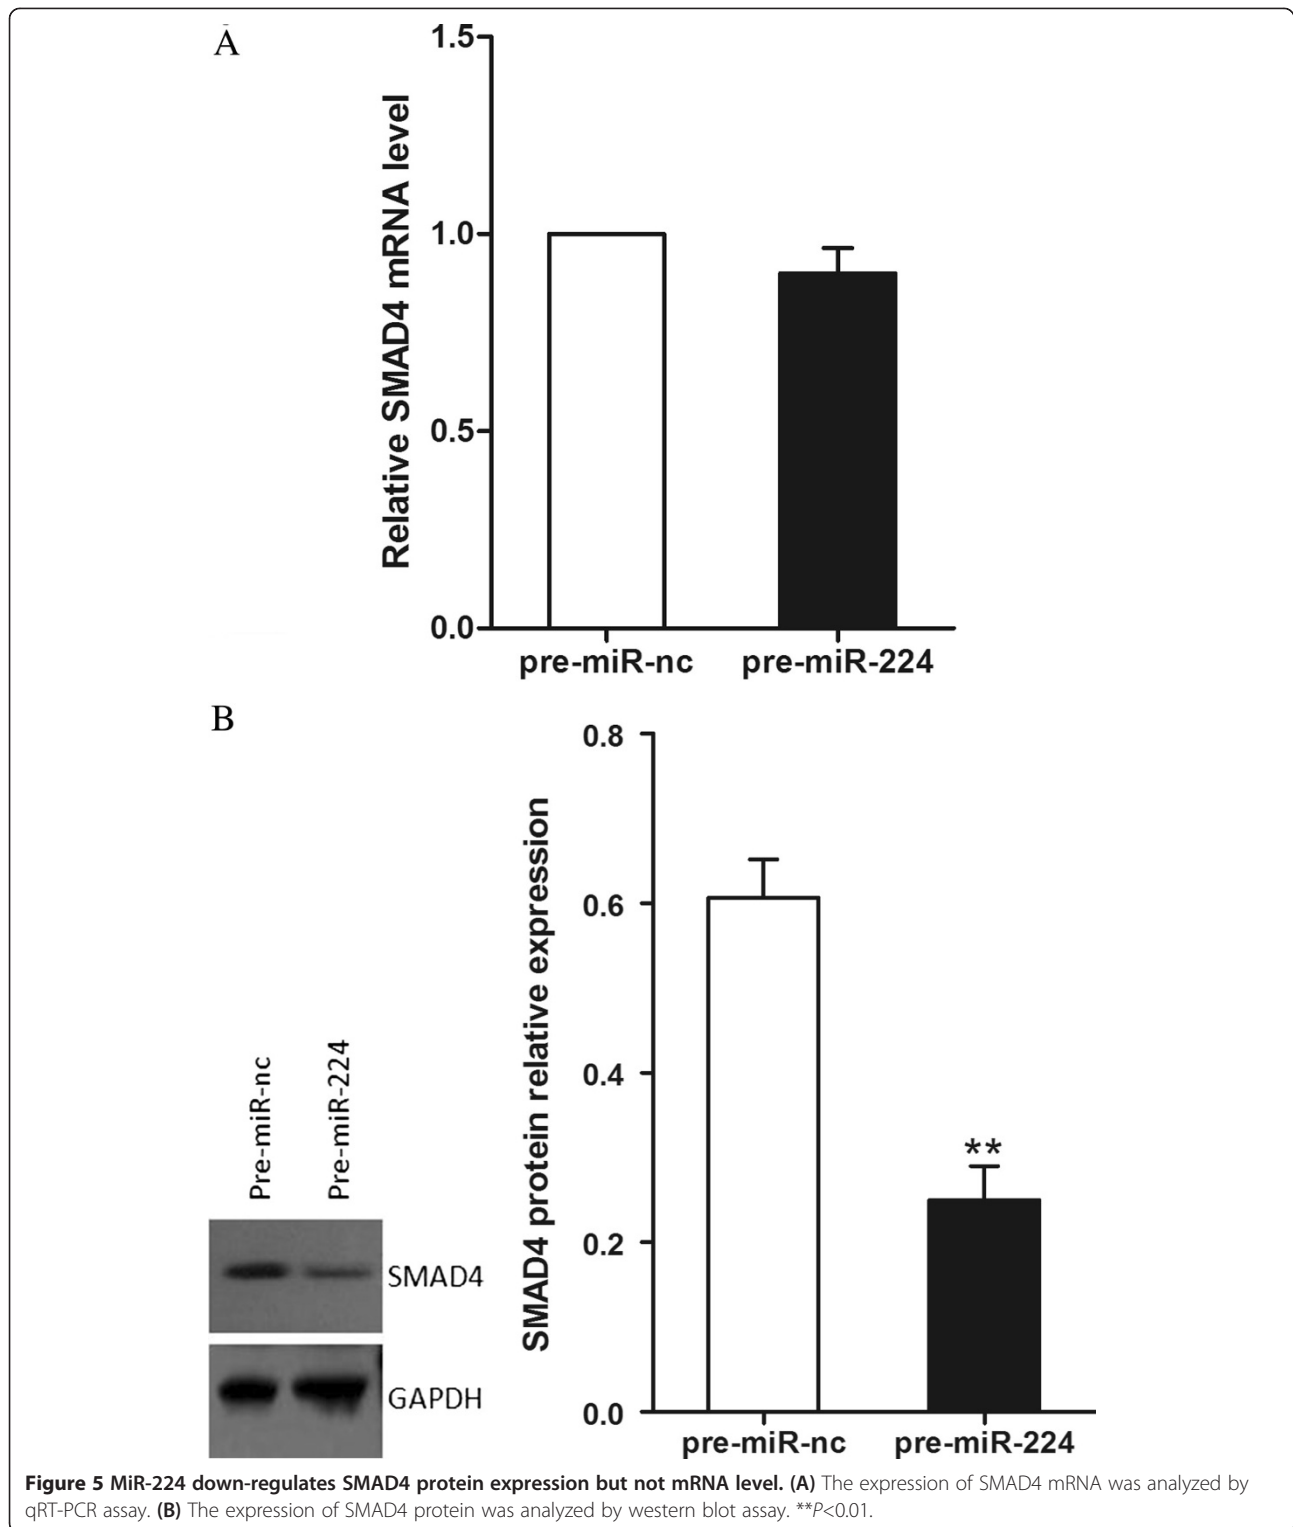 A
1.5
1.0
0.5
0.0
Relative SMAD4 mRNA level
pre-miR-nc pre-miR-224
B
0.8
0.6
0.4
0.2
0.0
SMAD4 protein relative expression
pre-miR-nc pre-miR-224
**
Pre-miR-nc
Pre-miR-224
SMAD4
GAPDH
Figure 5 MiR-224 down-regulates SMAD4 protein expression but not mRNA level. (A) The expression of SMAD4 mRNA was analyzed by
qRT-PCR assay. (B) The expression of SMAD4 protein was analyzed by western blot assay. **P<0.01.